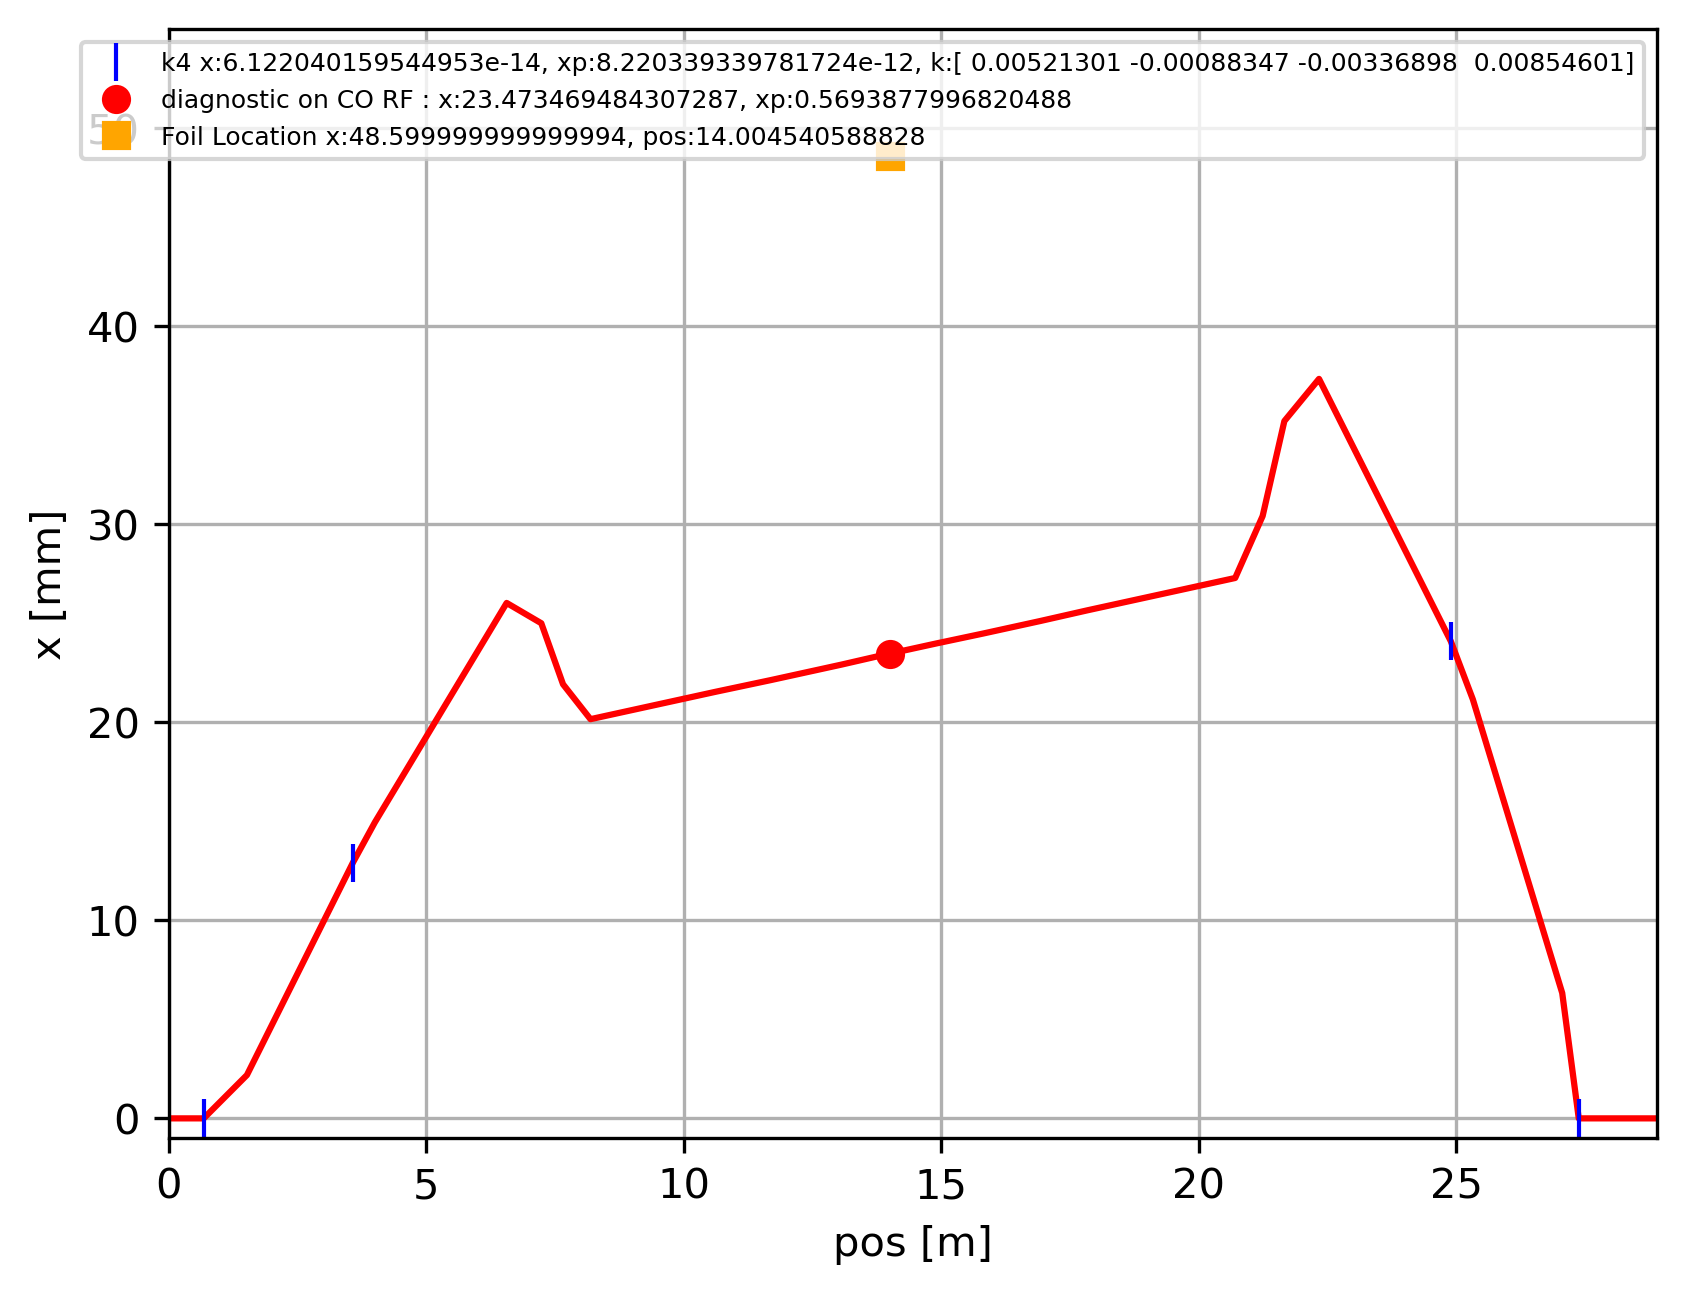 k4 x:6.122040159544953e-14, xp:8.220339339781724e-12, k:[ 0.00521301 -0.00088347 -0.00336898  0.00854601]
diagnostic on CO RF : x:23.473469484307287, xp:0.5693877996820488
Foil Location x:48.599999999999994, pos:14.004540588828
50
40
30
20
10
0
x [mm]
0 5 10 15 20 25
pos [m]